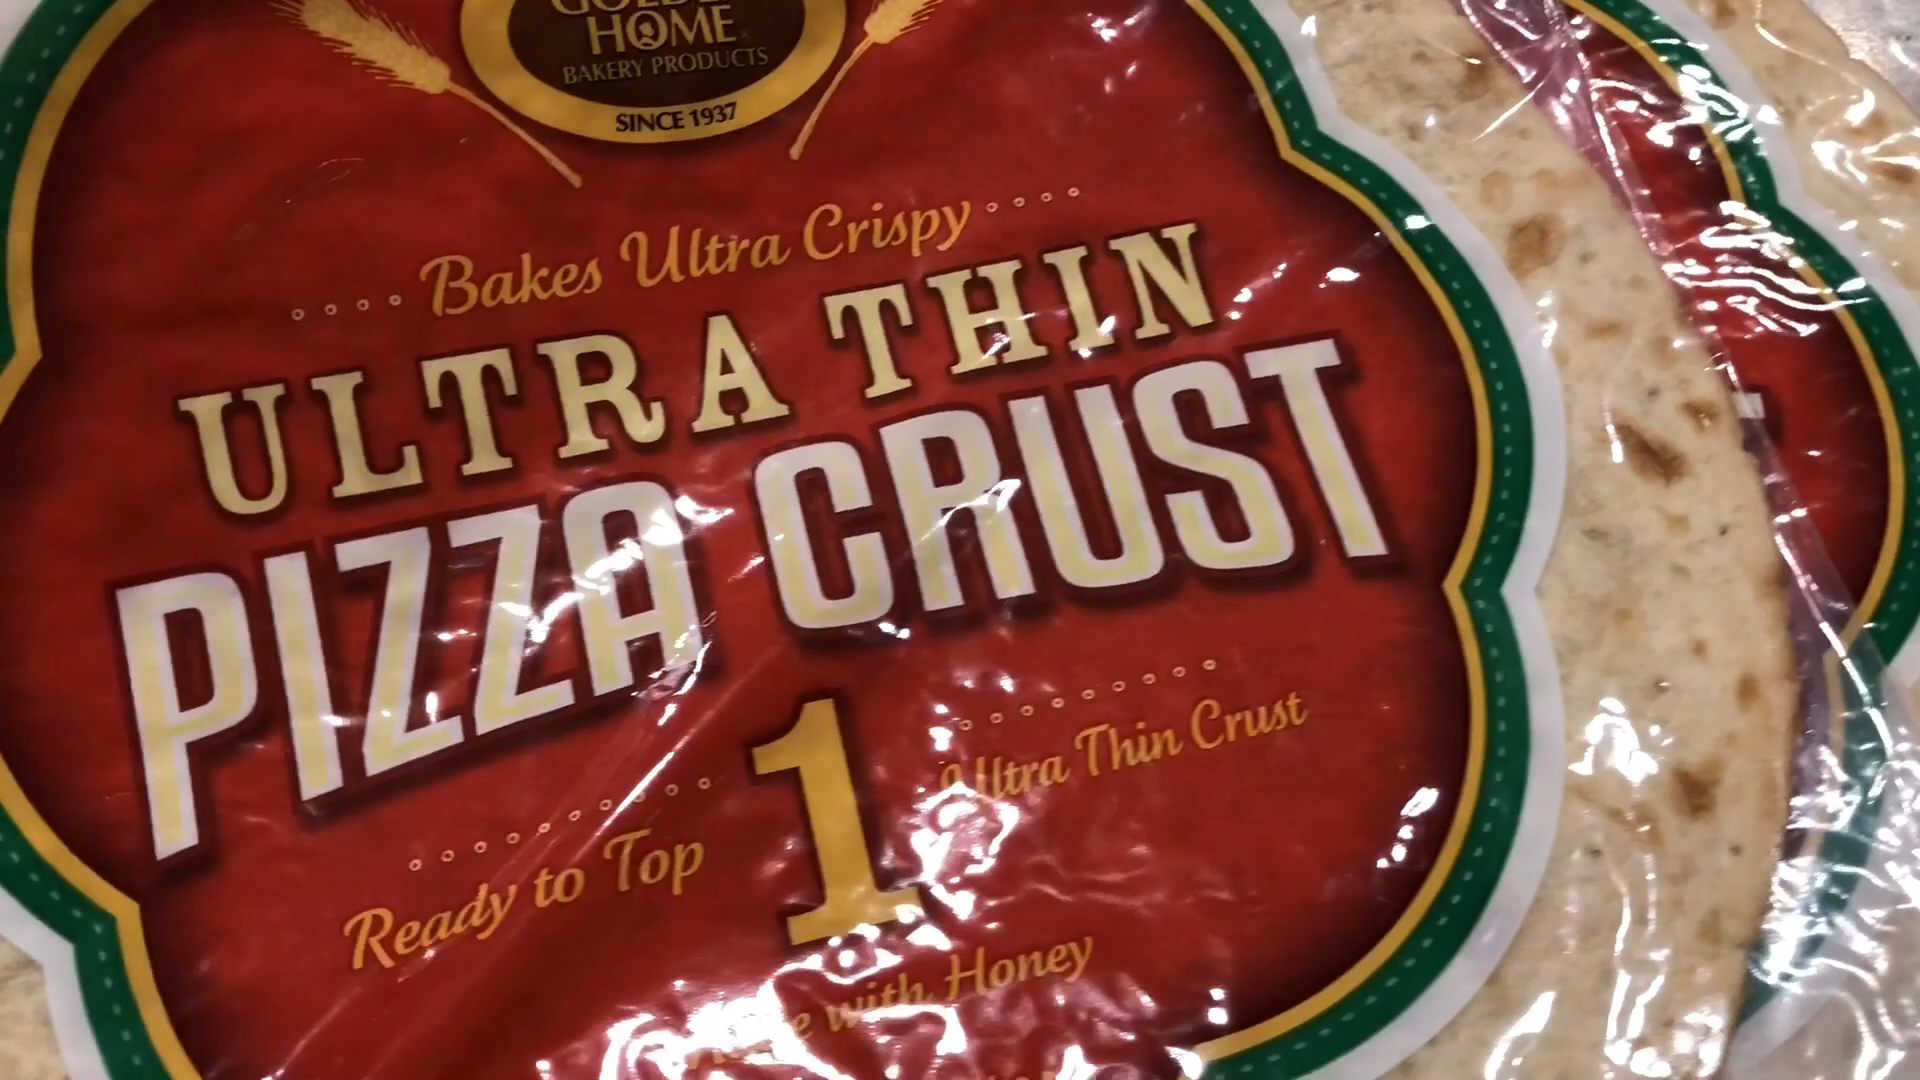 GOLDEN
HOME
BAKERY PRODUCTS
SINCE 1937
Bakes Ultra Crispy
ULTRA THIN
PIZZA CRUST
1
Ultra Thin Crust
Ready to Top
with Honey